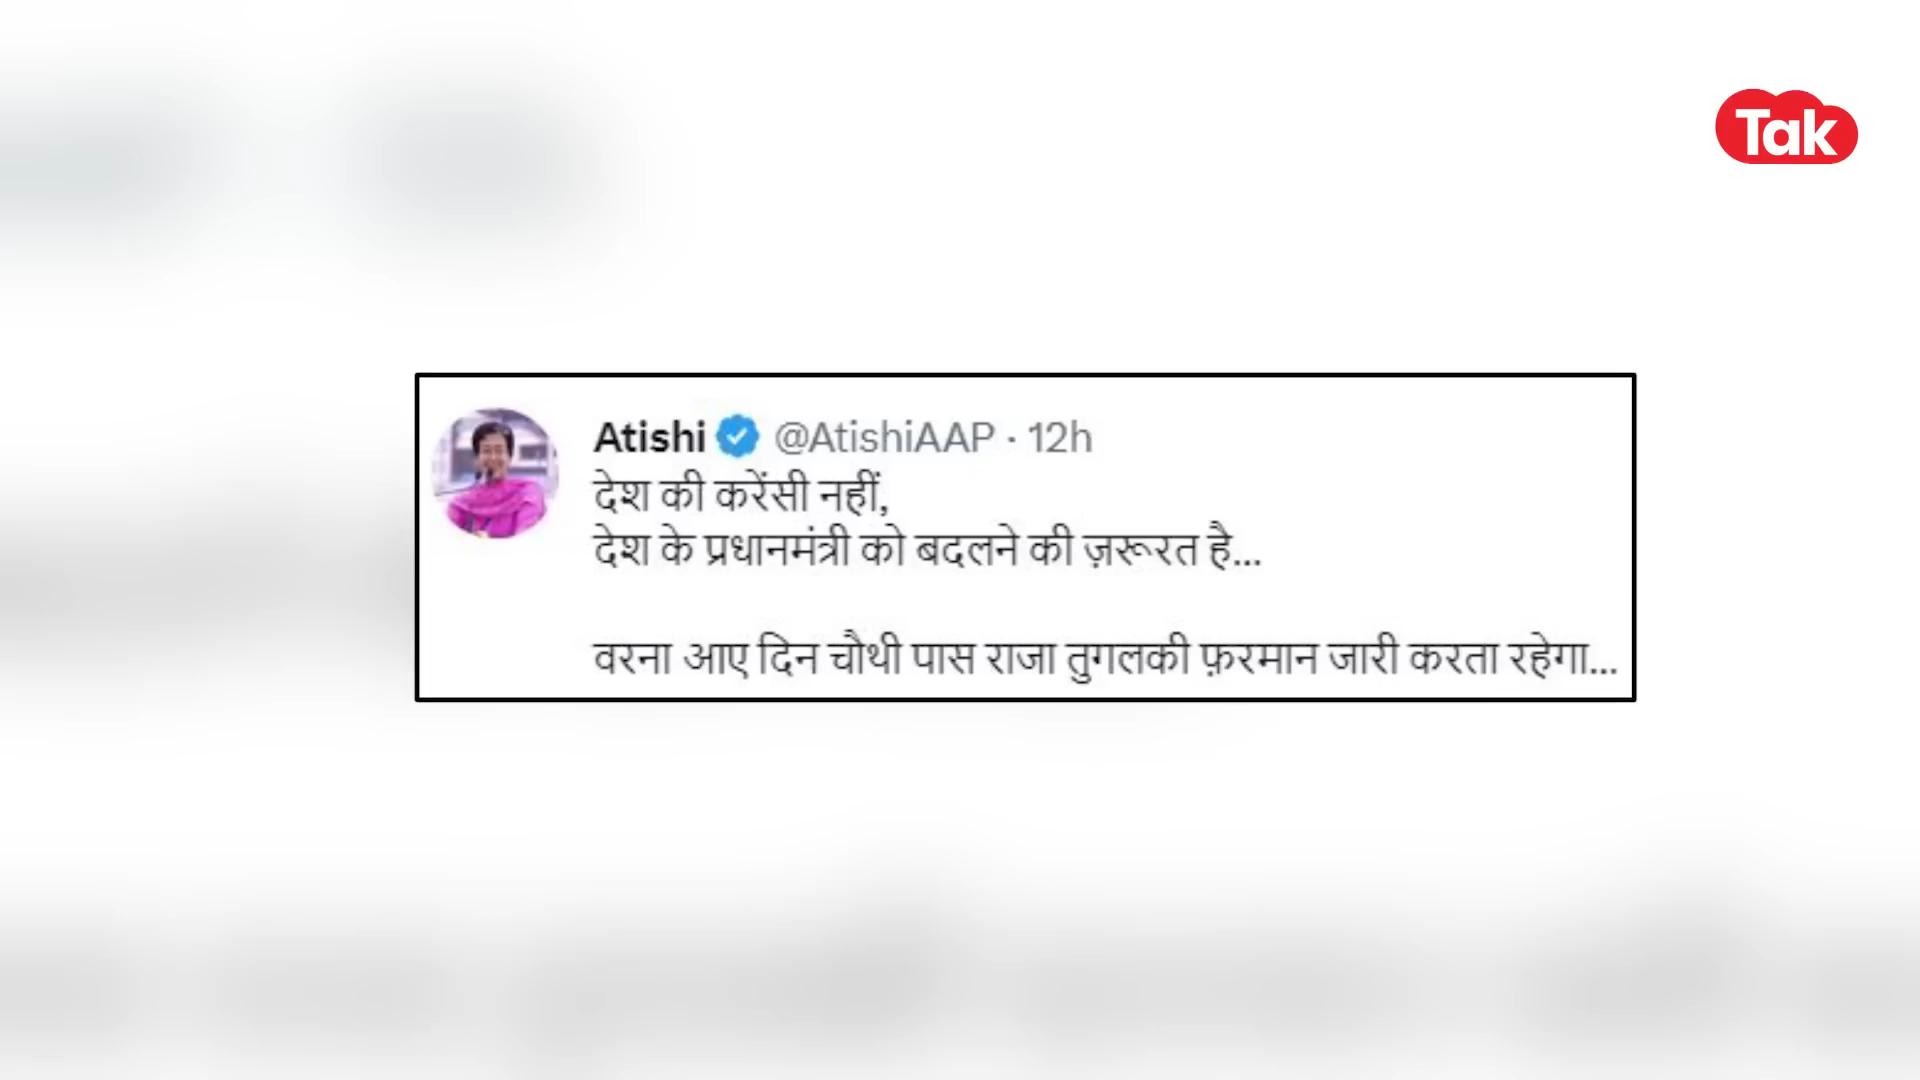 Tak
Atishi @AtishiAAP · 12h
देश की करेंसी नहीं,
देश के प्रधानमंत्री को बदलने की ज़रूरत है...
वरना आए दिन चौथी पास राजा तुगलकी फ़रमान जारी करता रहेगा...